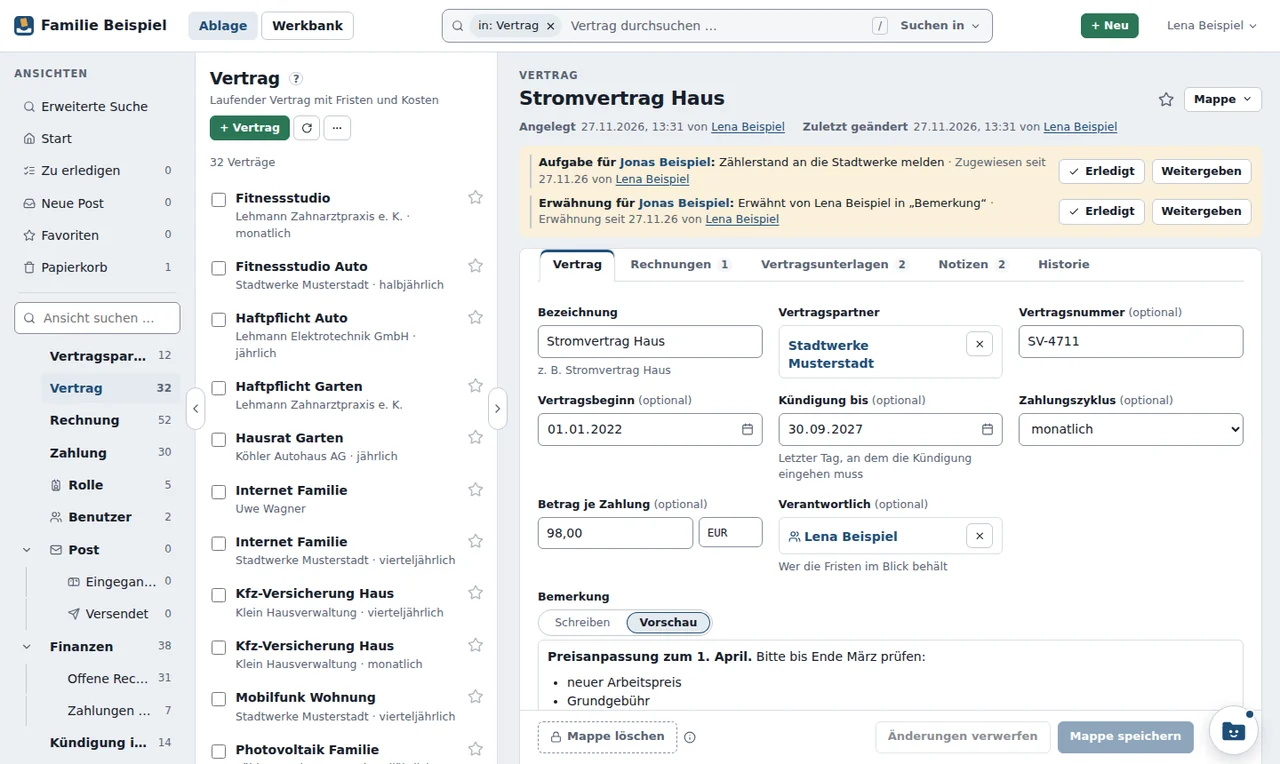 Familie Beispiel
Ablage
Werkbank
in: Vertrag
Vertrag durchsuchen ...
/
Suchen in
+ Neu
Lena Beispiel
ANSICHTEN
Erweiterte Suche
Start
Zu erledigen 0
Neue Post 0
Favoriten 0
Papierkorb 1
Ansicht suchen ...
Vertragspar... 12
Vertrag 32
Rechnung 52
Zahlung 30
Rolle 5
Benutzer 2
Post 0
Eingegan... 0
Versendet 0
Finanzen 38
Offene Rec... 31
Zahlungen ... 7
Kündigung i... 14
Vertrag ?
Laufender Vertrag mit Fristen und Kosten
+ Vertrag
...
32 Verträge
Fitnessstudio
Lehmann Zahnarztpraxis e. K. ·
monatlich
Fitnessstudio Auto
Stadtwerke Musterstadt · halbjährlich
Haftpflicht Auto
Lehmann Elektrotechnik GmbH ·
jährlich
Haftpflicht Garten
Lehmann Zahnarztpraxis e. K.
Hausrat Garten
Köhler Autohaus AG · jährlich
Internet Familie
Uwe Wagner
Internet Familie
Stadtwerke Musterstadt · vierteljährlich
Kfz-Versicherung Haus
Klein Hausverwaltung · vierteljährlich
Kfz-Versicherung Haus
Klein Hausverwaltung · monatlich
Mobilfunk Wohnung
Stadtwerke Musterstadt · vierteljährlich
Photovoltaik Familie
VERTRAG
Stromvertrag Haus
Mappe
Angelegt 27.11.2026, 13:31 von Lena Beispiel Zuletzt geändert 27.11.2026, 13:31 von Lena Beispiel
Aufgabe für Jonas Beispiel: Zählerstand an die Stadtwerke melden · Zugewiesen seit
27.11.26 von Lena Beispiel
Erledigt
Weitergeben
Erwähnung für Jonas Beispiel: Erwähnt von Lena Beispiel in „Bemerkung“ ·
Erwähnung seit 27.11.26 von Lena Beispiel
Erledigt
Weitergeben
Vertrag
Rechnungen 1
Vertragsunterlagen 2
Notizen 2
Historie
Bezeichnung
Stromvertrag Haus
z. B. Stromvertrag Haus
Vertragspartner
Stadtwerke
Musterstadt
Vertragsnummer (optional)
SV-4711
Vertragsbeginn (optional)
01.01.2022
Kündigung bis (optional)
30.09.2027
Letzter Tag, an dem die Kündigung
eingehen muss
Zahlungszyklus (optional)
monatlich
Betrag je Zahlung (optional)
98,00
EUR
Verantwortlich (optional)
Lena Beispiel
Wer die Fristen im Blick behält
Bemerkung
Schreiben
Vorschau
Preisanpassung zum 1. April. Bitte bis Ende März prüfen:
• neuer Arbeitspreis
• Grundgebühr
Mappe löschen
Änderungen verwerfen
Mappe speichern